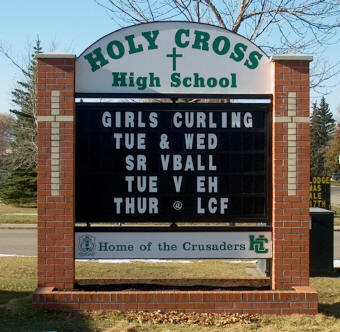 HOLY CROSS
High School
GIRLS CURLING
TUE & WED
SR VBALL
TUE V EH
THUR @ LCF
Home of the Crusaders HC
LODGE